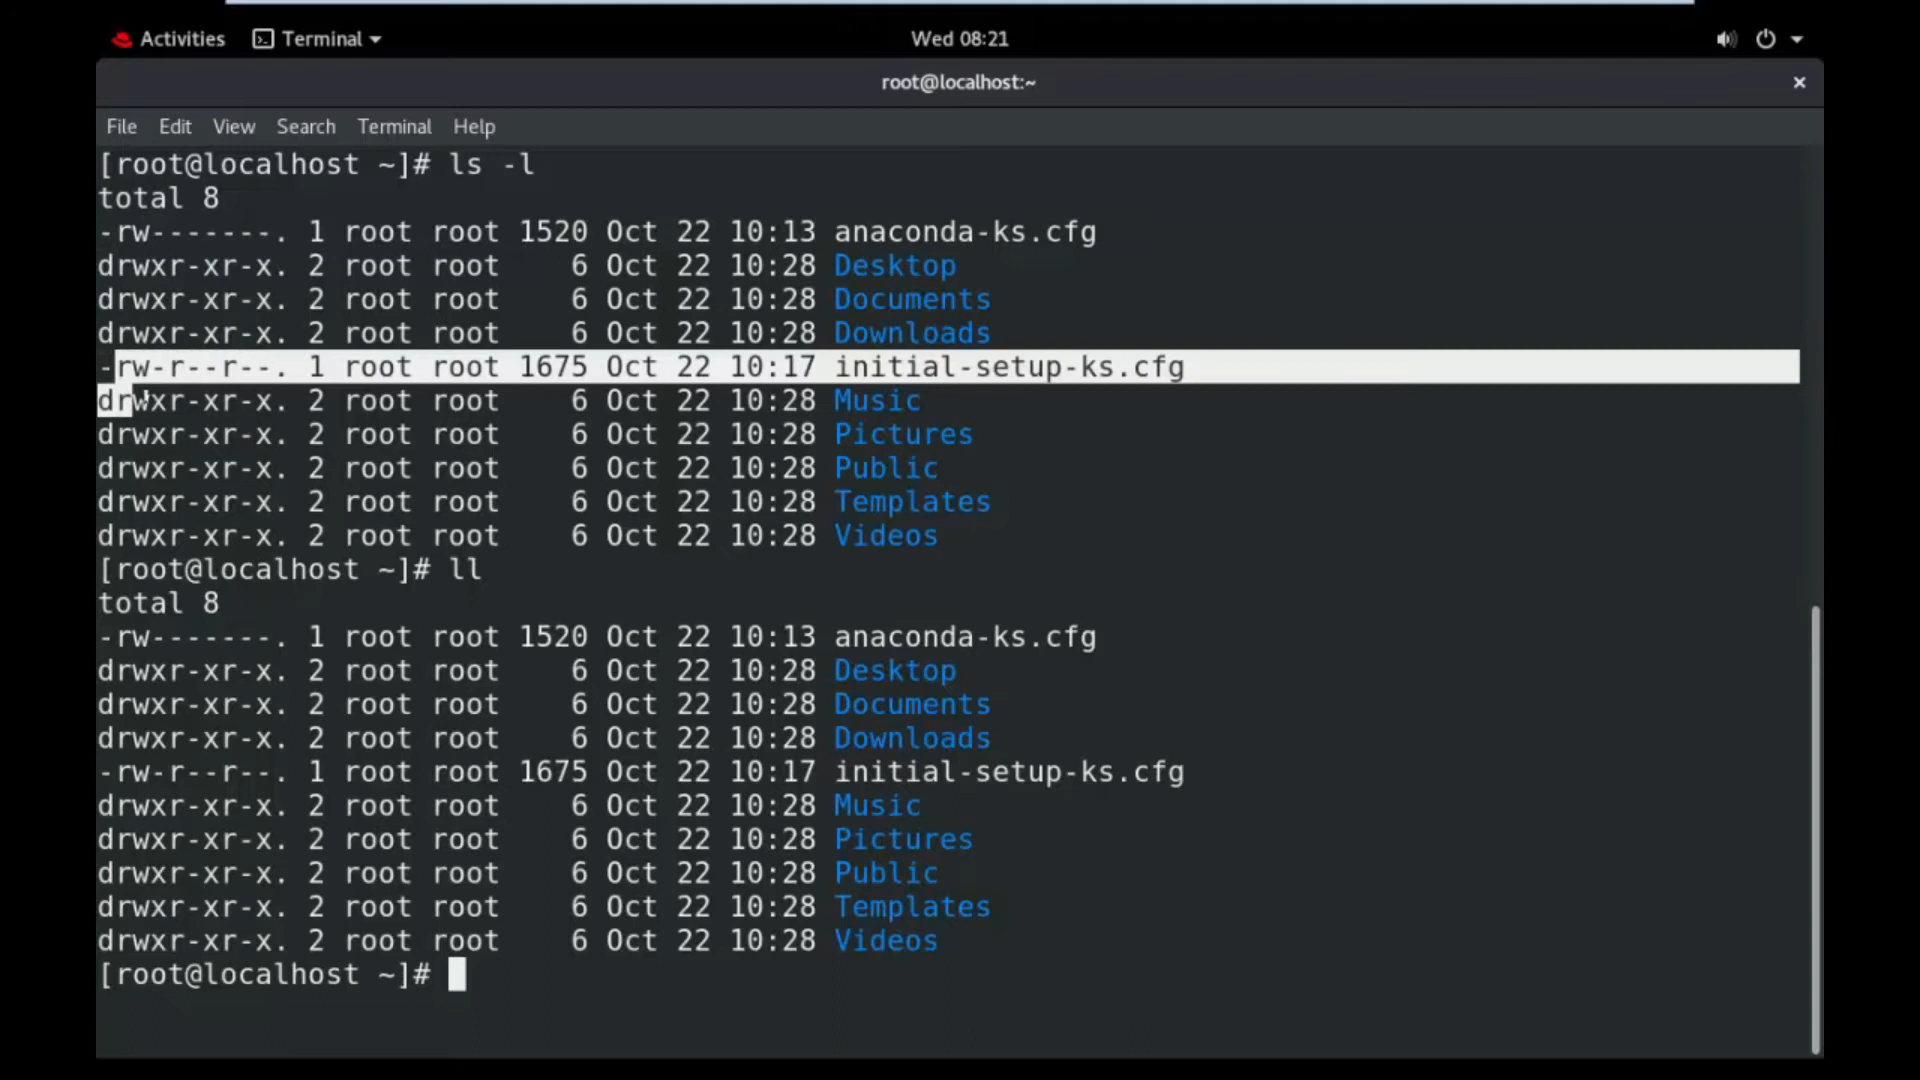 Activities Terminal Wed 08:21
root@localhost:~ ×
File Edit View Search Terminal Help
[root@localhost ~]# ls -l
total 8
-rw-------. 1 root root 1520 Oct 22 10:13 anaconda-ks.cfg
drwxr-xr-x. 2 root root    6 Oct 22 10:28 Desktop
drwxr-xr-x. 2 root root    6 Oct 22 10:28 Documents
drwxr-xr-x. 2 root root    6 Oct 22 10:28 Downloads
-rw-r--r--. 1 root root 1675 Oct 22 10:17 initial-setup-ks.cfg
drwxr-xr-x. 2 root root    6 Oct 22 10:28 Music
drwxr-xr-x. 2 root root    6 Oct 22 10:28 Pictures
drwxr-xr-x. 2 root root    6 Oct 22 10:28 Public
drwxr-xr-x. 2 root root    6 Oct 22 10:28 Templates
drwxr-xr-x. 2 root root    6 Oct 22 10:28 Videos
[root@localhost ~]# ll
total 8
-rw-------. 1 root root 1520 Oct 22 10:13 anaconda-ks.cfg
drwxr-xr-x. 2 root root    6 Oct 22 10:28 Desktop
drwxr-xr-x. 2 root root    6 Oct 22 10:28 Documents
drwxr-xr-x. 2 root root    6 Oct 22 10:28 Downloads
-rw-r--r--. 1 root root 1675 Oct 22 10:17 initial-setup-ks.cfg
drwxr-xr-x. 2 root root    6 Oct 22 10:28 Music
drwxr-xr-x. 2 root root    6 Oct 22 10:28 Pictures
drwxr-xr-x. 2 root root    6 Oct 22 10:28 Public
drwxr-xr-x. 2 root root    6 Oct 22 10:28 Templates
drwxr-xr-x. 2 root root    6 Oct 22 10:28 Videos
[root@localhost ~]#